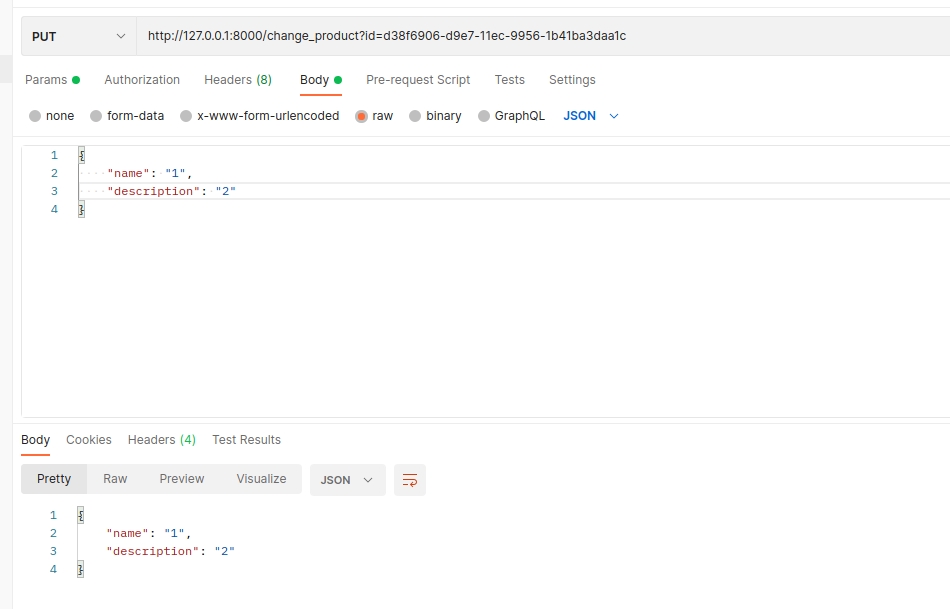 PUT http://127.0.0.1:8000/change_product?id=d38f6906-d9e7-11ec-9956-1b41ba3daa1c
Params Authorization Headers (8) Body Pre-request Script Tests Settings
none form-data x-www-form-urlencoded raw binary GraphQL JSON
1 {
2 "name": "1",
3 "description": "2"
4 }
Body Cookies Headers (4) Test Results
Pretty Raw Preview Visualize JSON
1 {
2 "name": "1",
3 "description": "2"
4 }